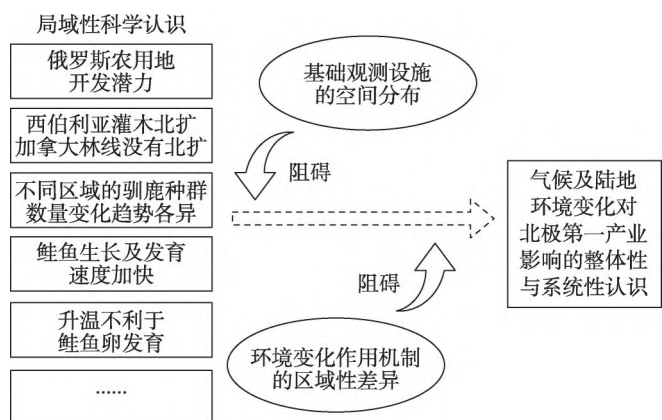 局域性科学认识
俄罗斯农用地
开发潜力
西伯利亚灌木北扩
加拿大林线没有北扩
不同区域的驯鹿种群
数量变化趋势各异
鲑鱼生长及发育
速度加快
升温不利于
鲑鱼卵发育
……
基础观测设施
的空间分布
阻碍
阻碍
环境变化作用机制
的区域性差异
气候及陆地
环境变化对
北极第一产业
影响的整体性
与系统性认识